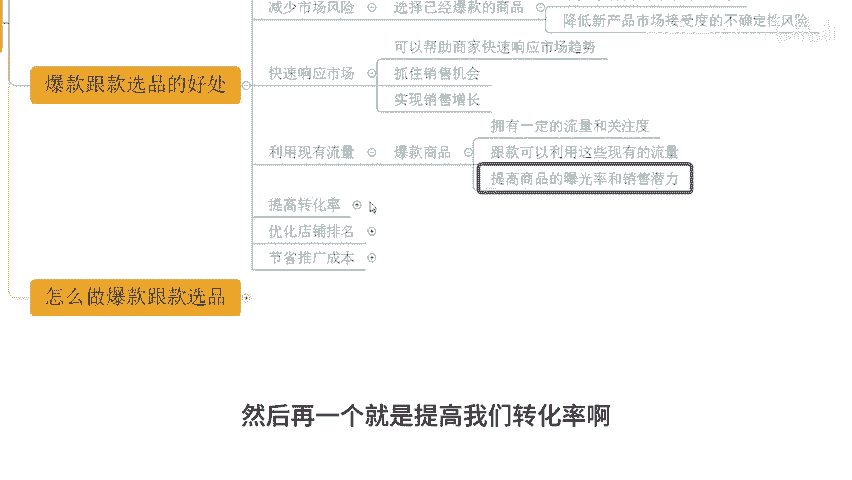 减少市场风险
选择已经爆款的商品
降低新产品市场接受度的不确定性风险
爆款跟款选品的好处
快速响应市场
可以帮助商家快速响应市场趋势
抓住销售机会
实现销售增长
利用现有流量
爆款商品
拥有一定的流量和关注度
跟款可以利用这些现有的流量
提高商品的曝光率和销售潜力
提高转化率
优化店铺排名
节省推广成本
怎么做爆款跟款选品
然后再一个就是提高我们转化率啊